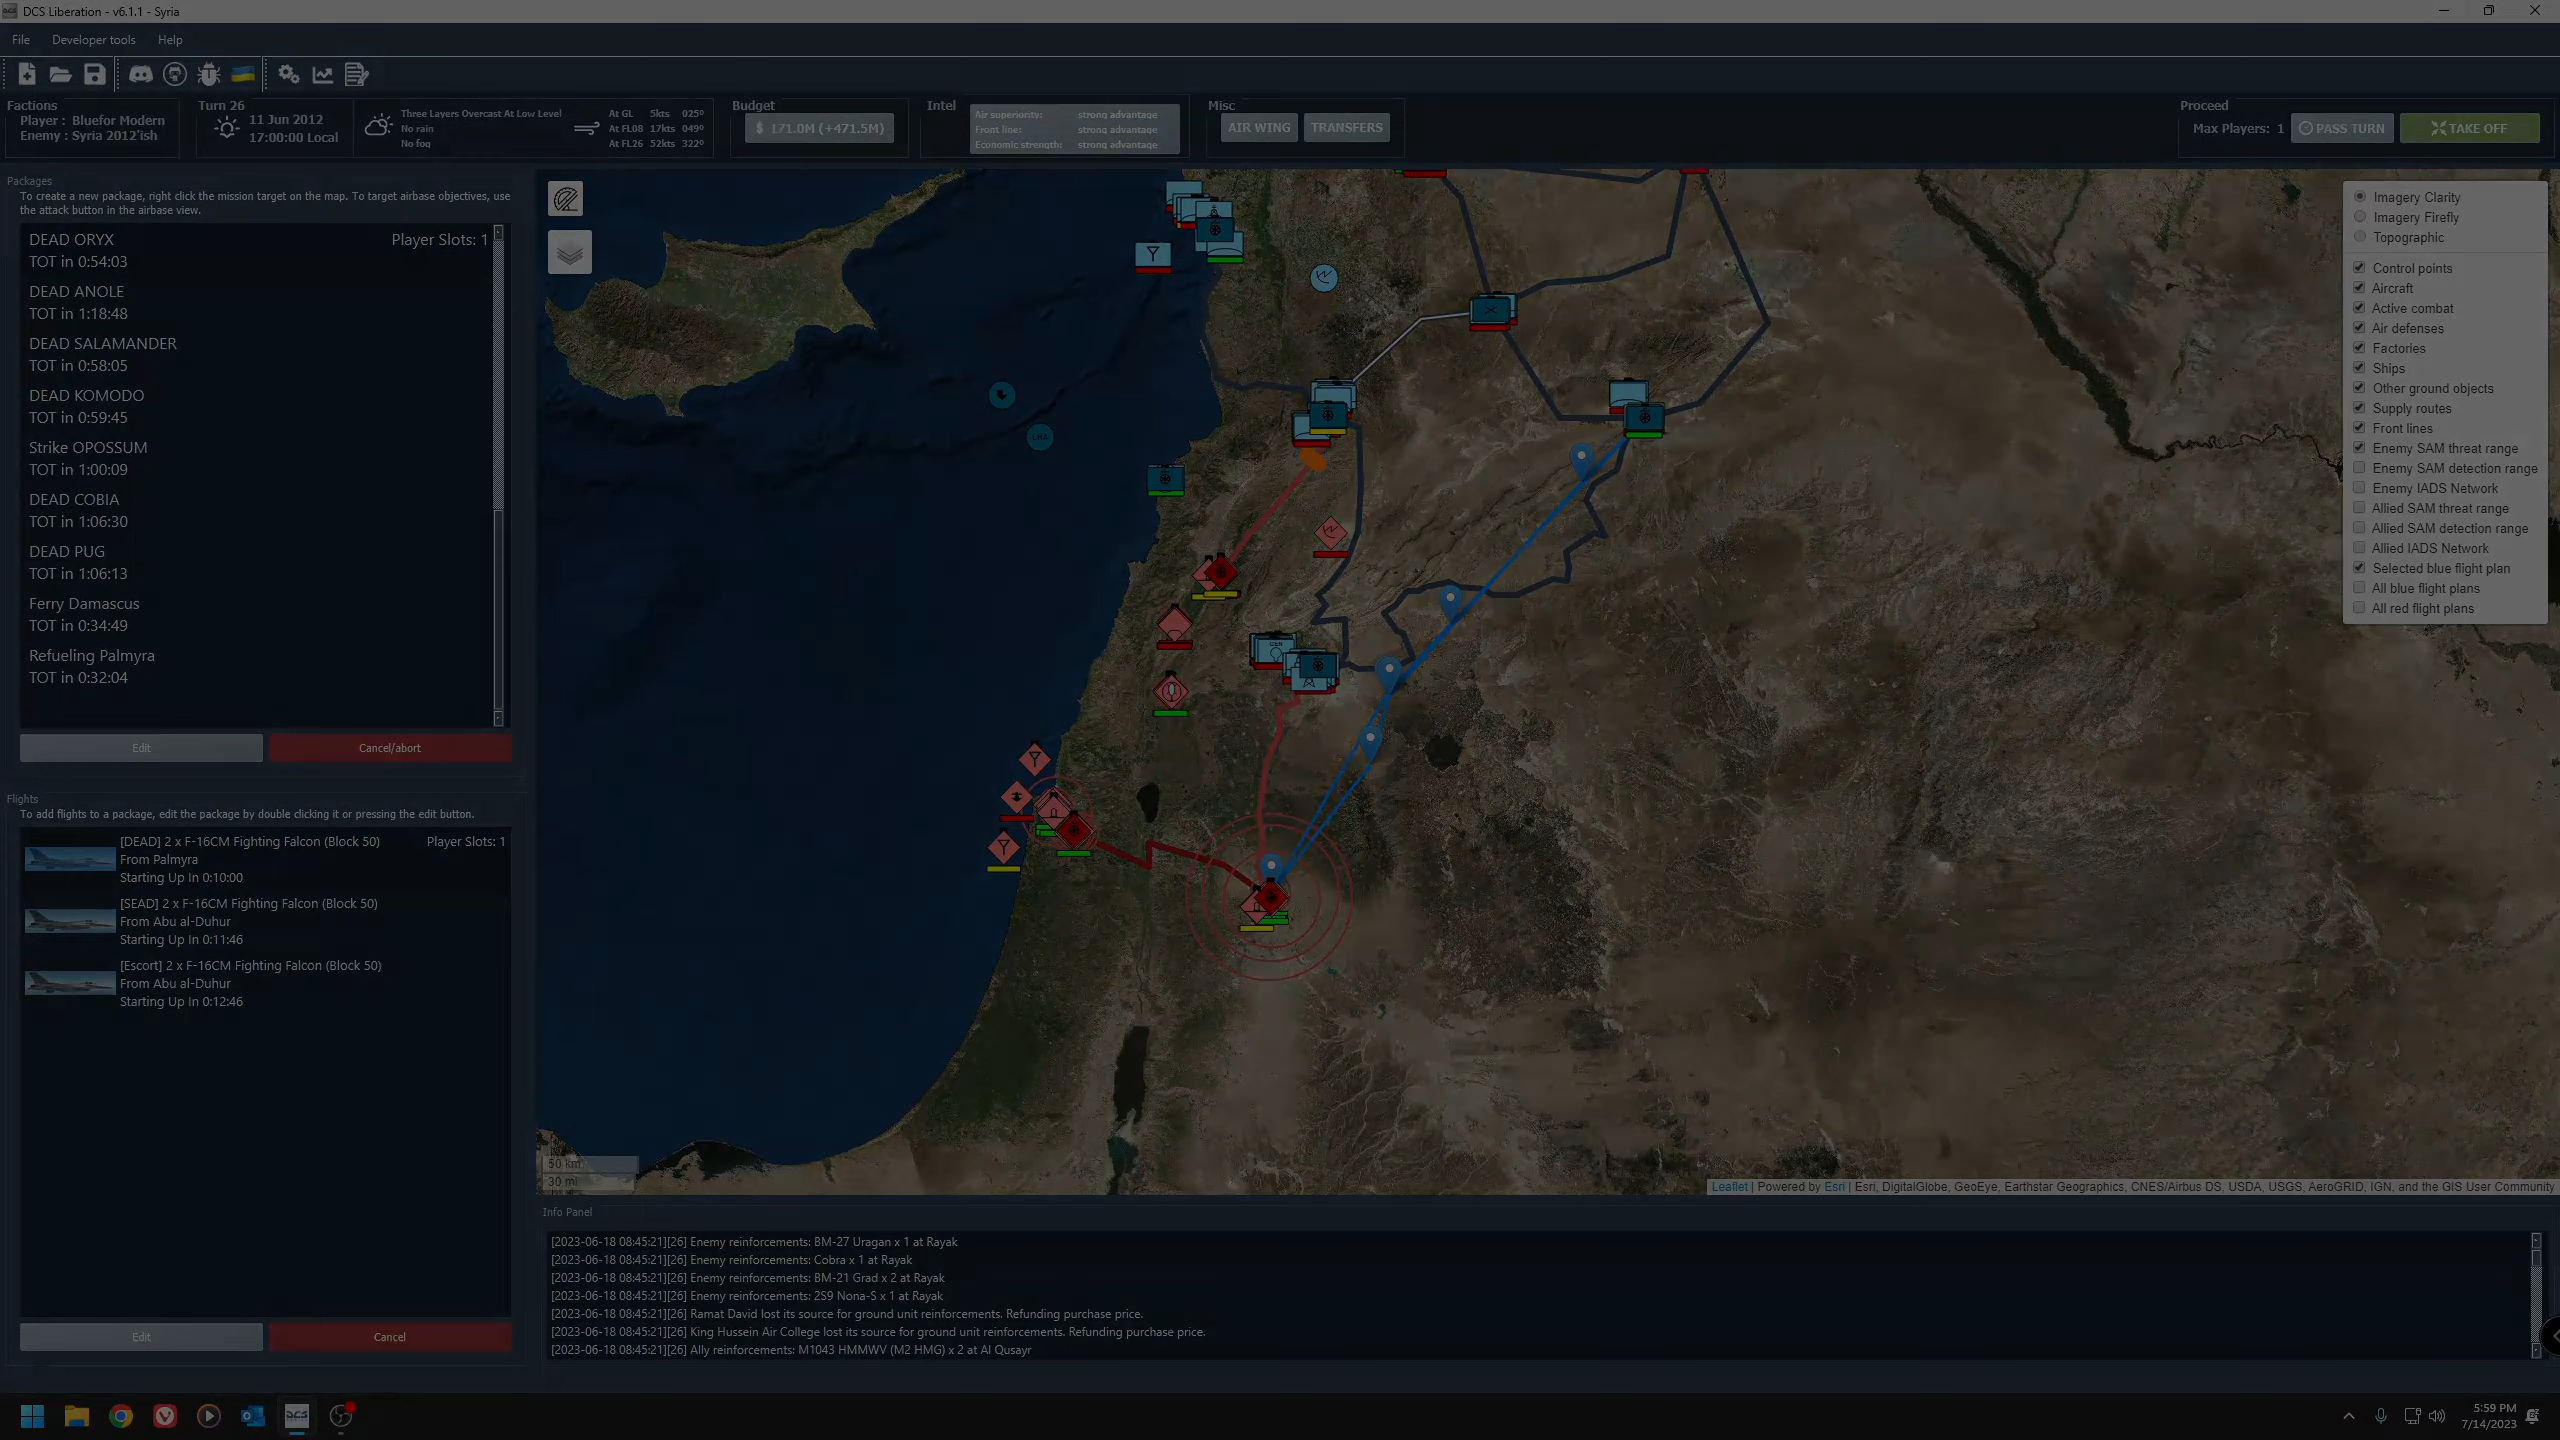 DCS Liberation - v6.1.1 - Syria
File
Developer tools
Help
Factions
Player : Bluefor Modern
Enemy : Syria 2012'ish
Turn 26
11 Jun 2012
17:00:00 Local
Three Layers Overcast At Low Level
No rain
No fog
At GL 5kts 025º
At FL08 17kts 049º
At FL26 52kts 322º
Budget
$ 171.0M (+471.5M)
Intel
Air superiority: strong advantage
Front line: strong advantage
Economic strength: strong advantage
Misc
AIR WING
TRANSFERS
Proceed
Max Players: 1
PASS TURN
TAKE OFF
Packages
To create a new package, right click the mission target on the map. To target airbase objectives, use
the attack button in the airbase view.
DEAD ORYX Player Slots: 1
TOT in 0:54:03
DEAD ANOLE
TOT in 1:18:48
DEAD SALAMANDER
TOT in 0:58:05
DEAD KOMODO
TOT in 0:59:45
Strike OPOSSUM
TOT in 1:00:09
DEAD COBIA
TOT in 1:06:30
DEAD PUG
TOT in 1:06:13
Ferry Damascus
TOT in 0:34:49
Refueling Palmyra
TOT in 0:32:04
Edit
Cancel/abort
Flights
To add flights to a package, edit the package by double clicking it or pressing the edit button.
[DEAD] 2 x F-16CM Fighting Falcon (Block 50) Player Slots: 1
From Palmyra
Starting Up In 0:10:00
[SEAD] 2 x F-16CM Fighting Falcon (Block 50)
From Abu al-Duhur
Starting Up In 0:11:46
[Escort] 2 x F-16CM Fighting Falcon (Block 50)
From Abu al-Duhur
Starting Up In 0:12:46
Edit
Cancel
LHA
Imagery Clarity
Imagery Firefly
Topographic
Control points
Aircraft
Active combat
Air defenses
Factories
Ships
Other ground objects
Supply routes
Front lines
Enemy SAM threat range
Enemy SAM detection range
Enemy IADS Network
Allied SAM threat range
Allied SAM detection range
Allied IADS Network
Selected blue flight plan
All blue flight plans
All red flight plans
50 km
30 mi
Leaflet | Powered by Esri | Esri, DigitalGlobe, GeoEye, Earthstar Geographics, CNES/Airbus DS, USDA, USGS, AeroGRID, IGN, and the GIS User Community
Info Panel
[2023-06-18 08:45:21][26] Enemy reinforcements: BM-27 Uragan x 1 at Rayak
[2023-06-18 08:45:21][26] Enemy reinforcements: Cobra x 1 at Rayak
[2023-06-18 08:45:21][26] Enemy reinforcements: BM-21 Grad x 2 at Rayak
[2023-06-18 08:45:21][26] Enemy reinforcements: 2S9 Nona-S x 1 at Rayak
[2023-06-18 08:45:21][26] Ramat David lost its source for ground unit reinforcements. Refunding purchase price.
[2023-06-18 08:45:21][26] King Hussein Air College lost its source for ground unit reinforcements. Refunding purchase price.
[2023-06-18 08:45:21][26] Ally reinforcements: M1043 HMMWV (M2 HMG) x 2 at Al Qusayr
DCS
5:59 PM
7/14/2023